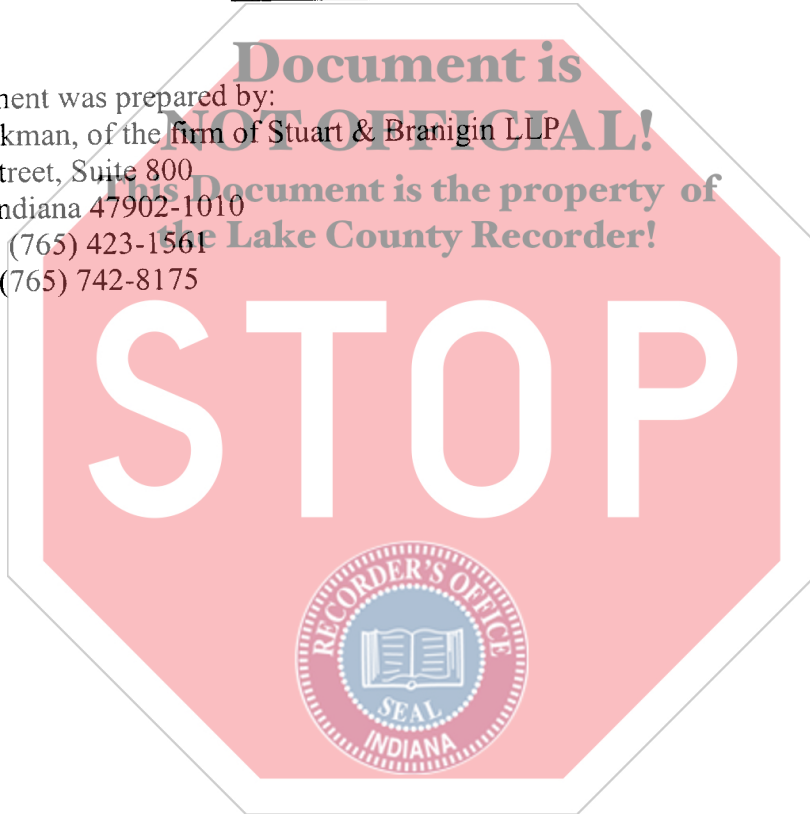 Document is
NOT OFFICIAL!
This Document is the property of
the Lake County Recorder!
ment was prepared by:
kman, of the firm of Stuart & Branigin LLP
treet, Suite 800
ndiana 47902-1010
(765) 423-1561
(765) 742-8175
STOP
RECORDER'S OFFICE
SEAL
INDIANA